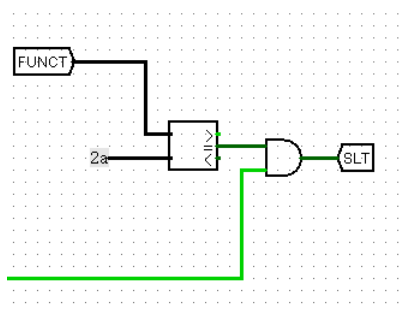 FUNCT
2a
>
=
<
SLT